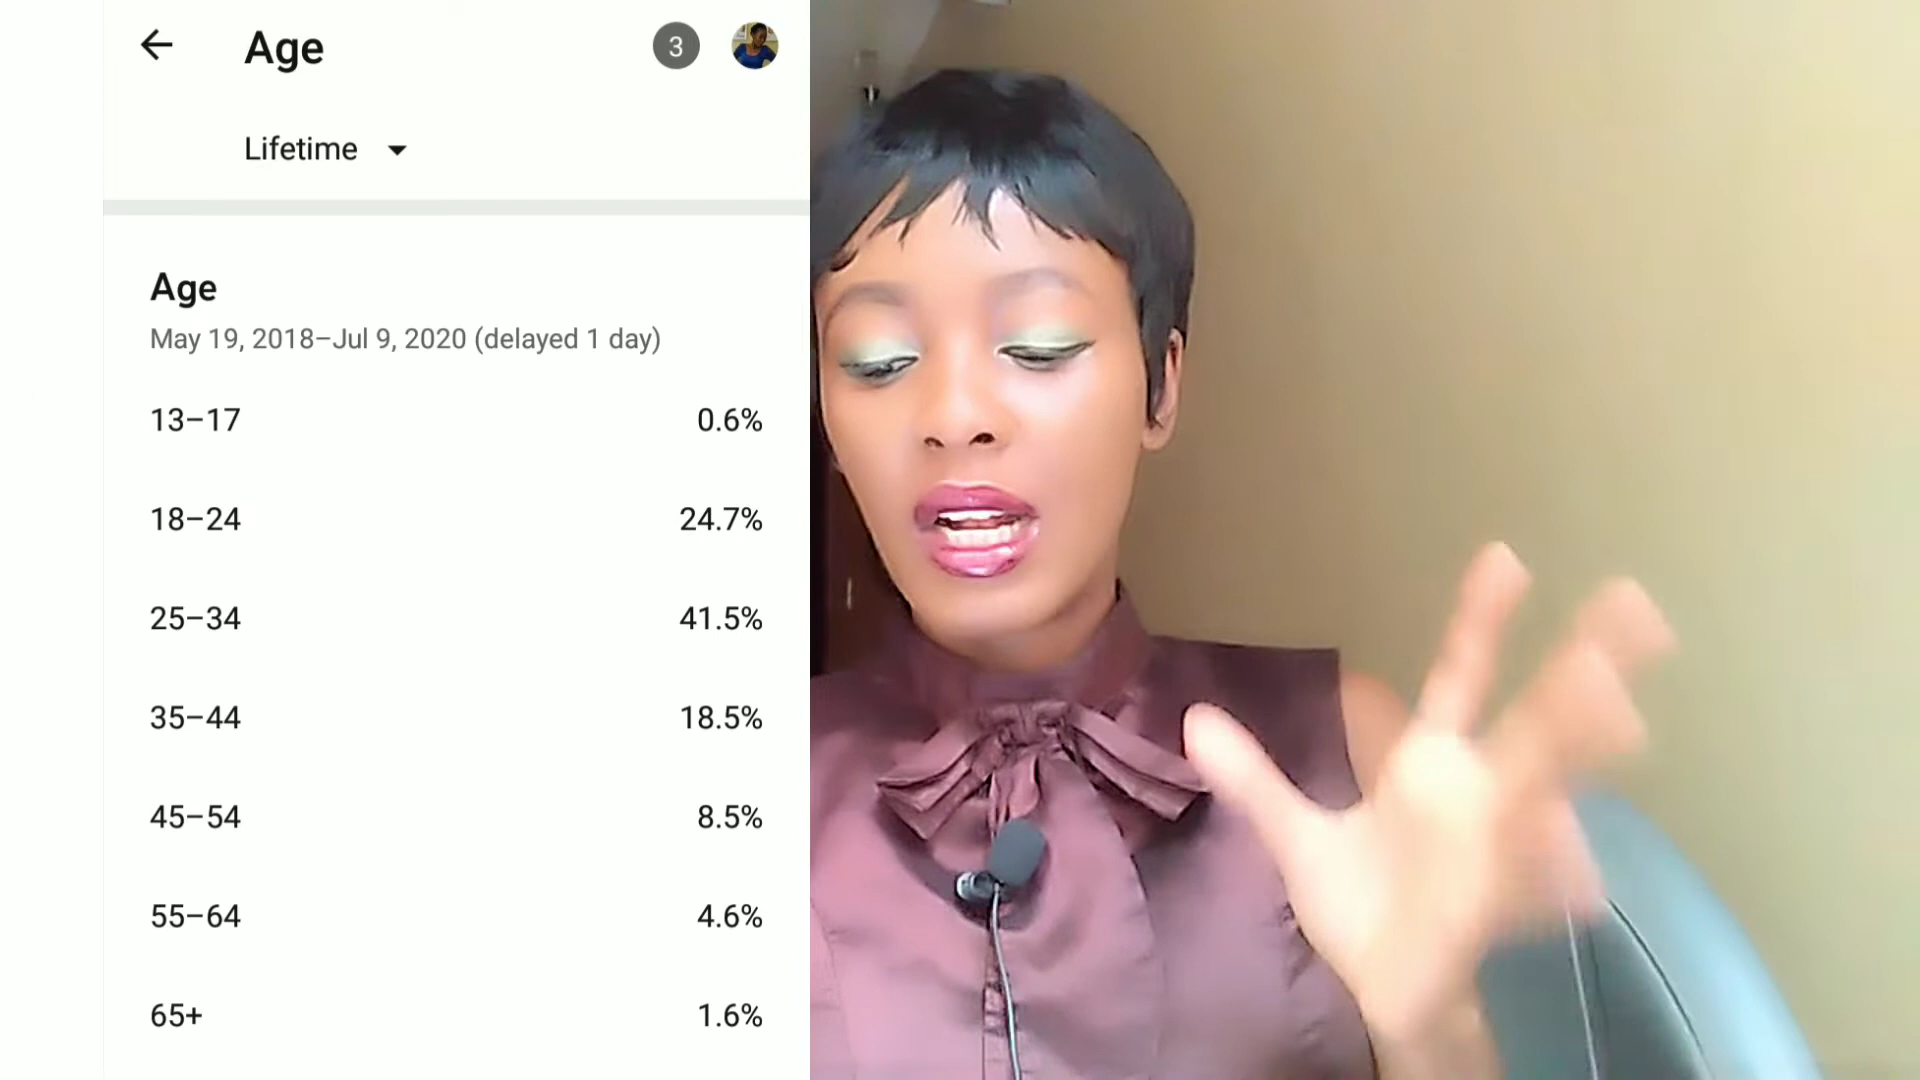 Age
3
Lifetime
Age
May 19, 2018–Jul 9, 2020 (delayed 1 day)
13–17 0.6%
18–24 24.7%
25–34 41.5%
35–44 18.5%
45–54 8.5%
55–64 4.6%
65+ 1.6%